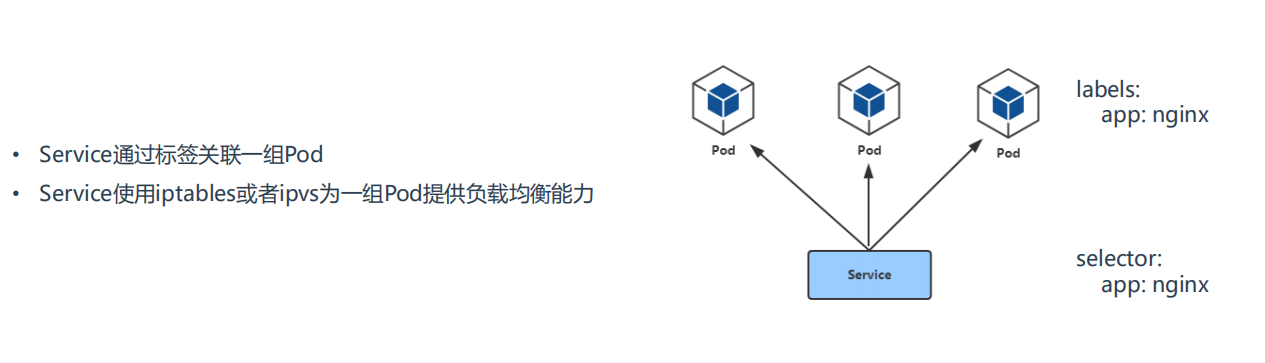 • Service通过标签关联一组Pod
• Service使用iptables或者ipvs为一组Pod提供负载均衡能力
Pod
Pod
Pod
labels:
app: nginx
Service
selector:
app: nginx